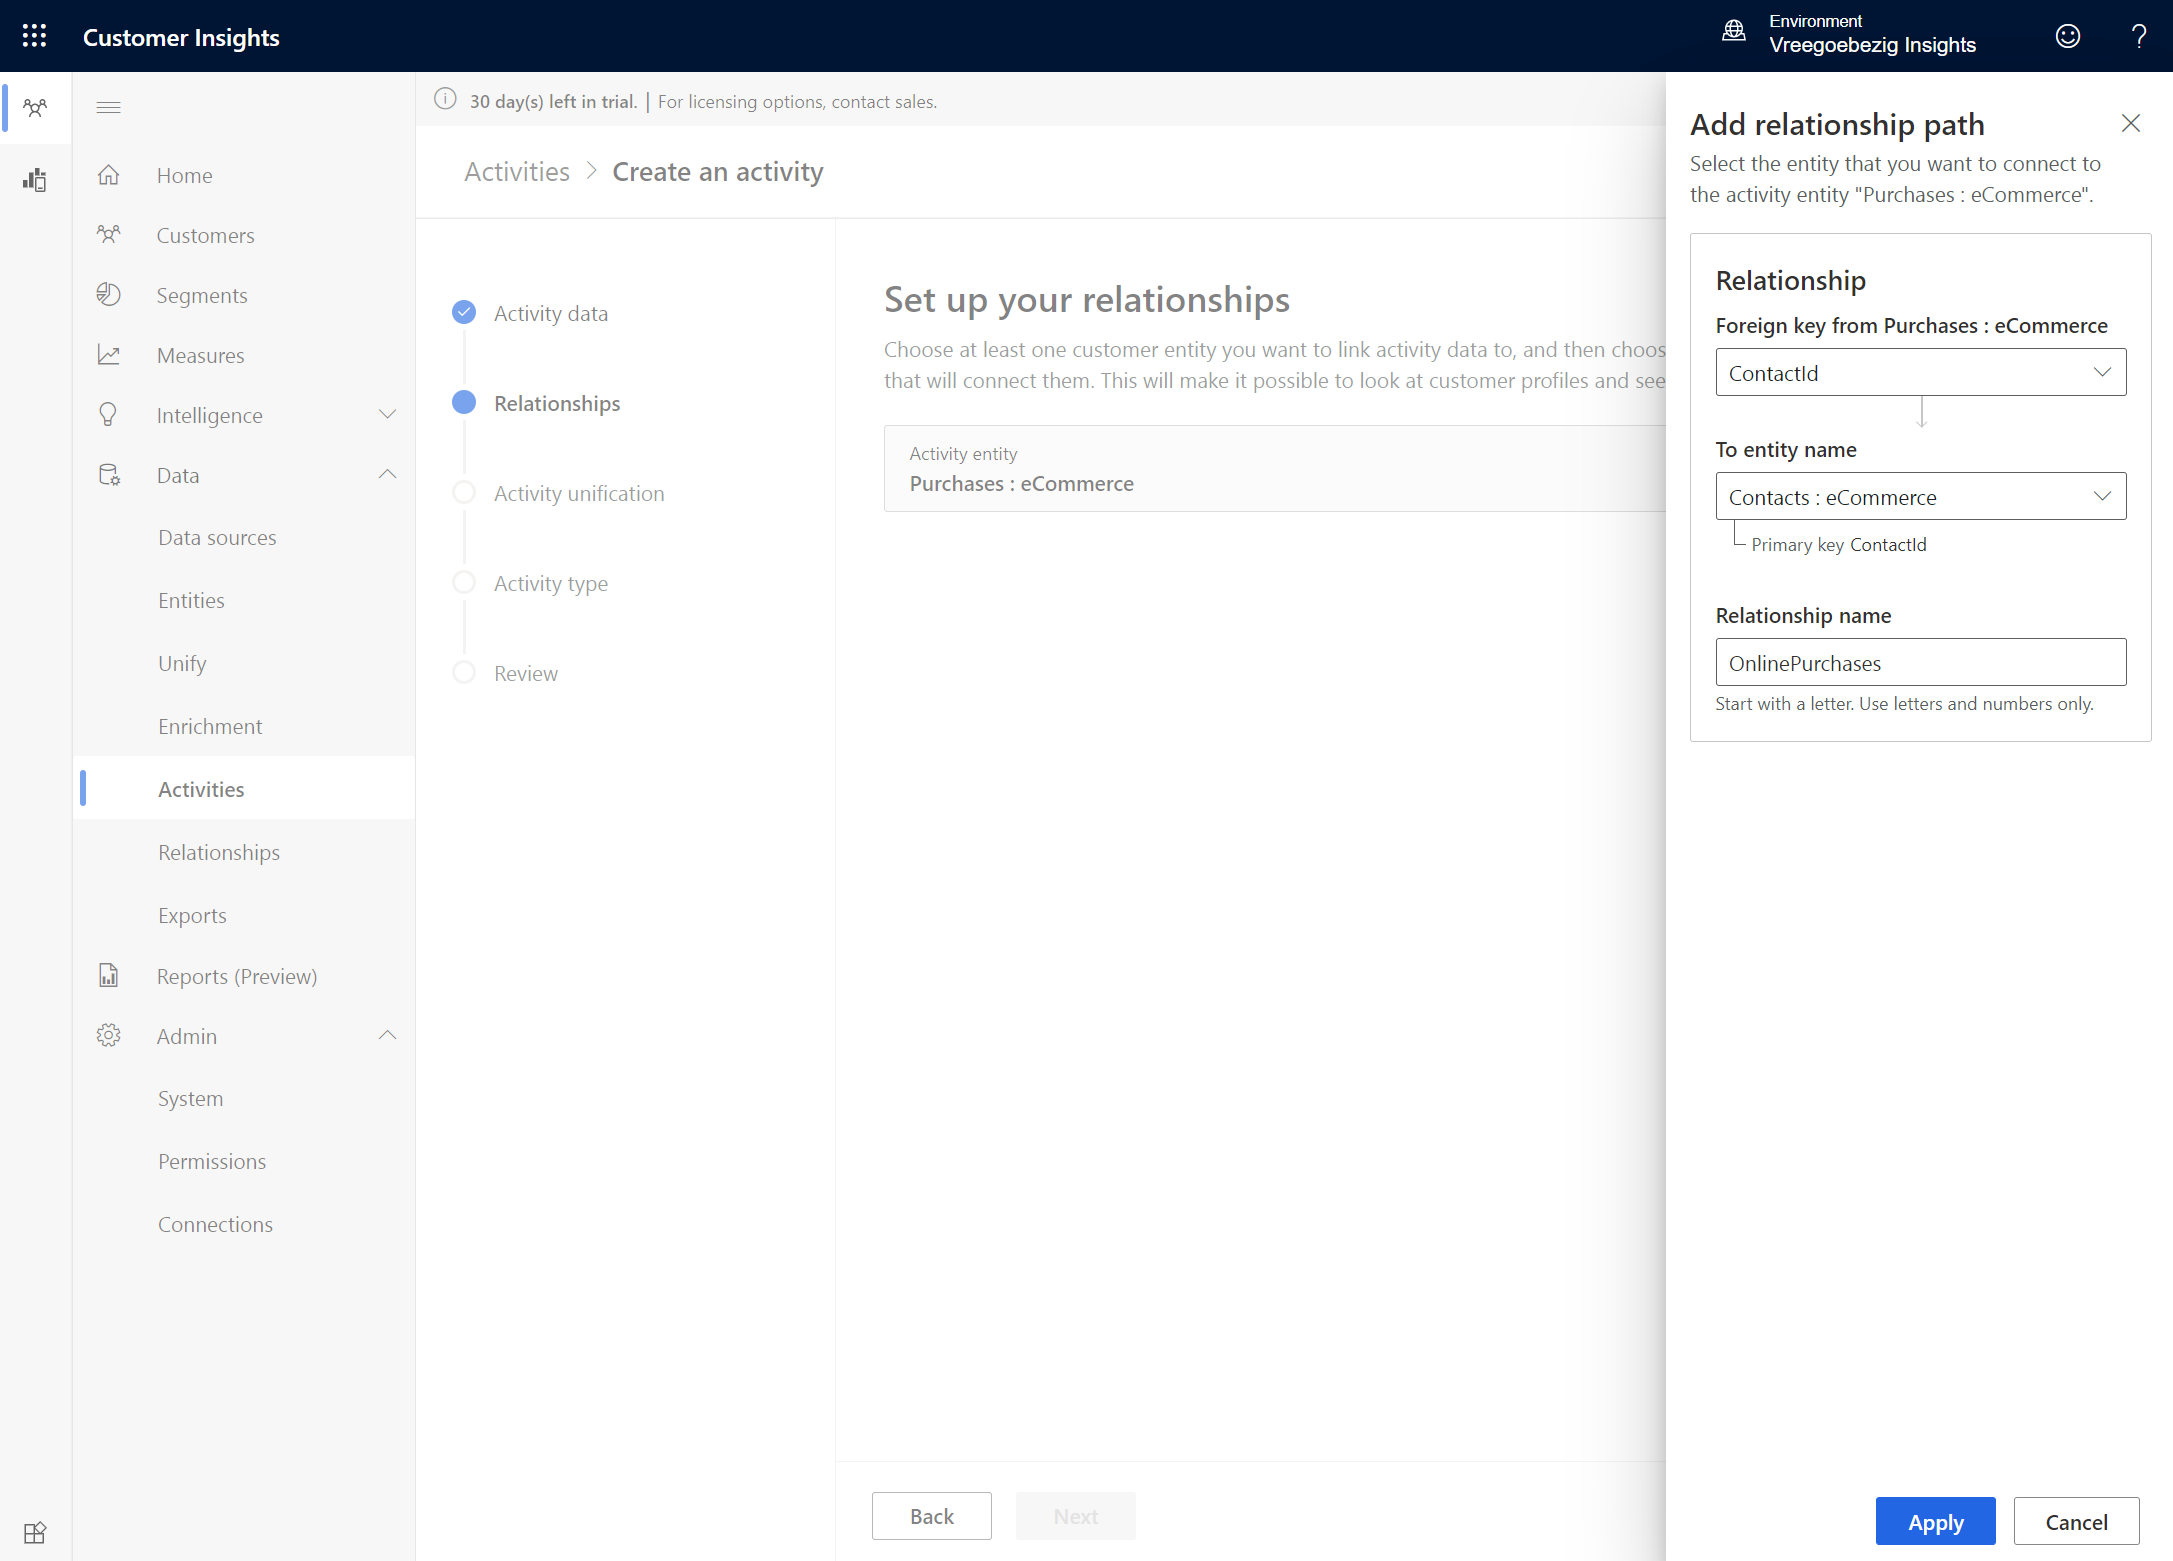 Customer Insights
Environment
Vreegoebezig Insights
?
30 day(s) left in trial. | For licensing options, contact sales.
Home
Customers
Segments
Measures
Intelligence
Data
Data sources
Entities
Unify
Enrichment
Activities
Relationships
Exports
Reports (Preview)
Admin
System
Permissions
Connections
Activities > Create an activity
Activity data
Relationships
Activity unification
Activity type
Review
Set up your relationships
Choose at least one customer entity you want to link activity data to, and then choos
that will connect them. This will make it possible to look at customer profiles and see
Activity entity
Purchases : eCommerce
Back
Next
Add relationship path
Select the entity that you want to connect to
the activity entity "Purchases : eCommerce".
Relationship
Foreign key from Purchases : eCommerce
ContactId
To entity name
Contacts : eCommerce
Primary key ContactId
Relationship name
OnlinePurchases
Start with a letter. Use letters and numbers only.
Apply
Cancel